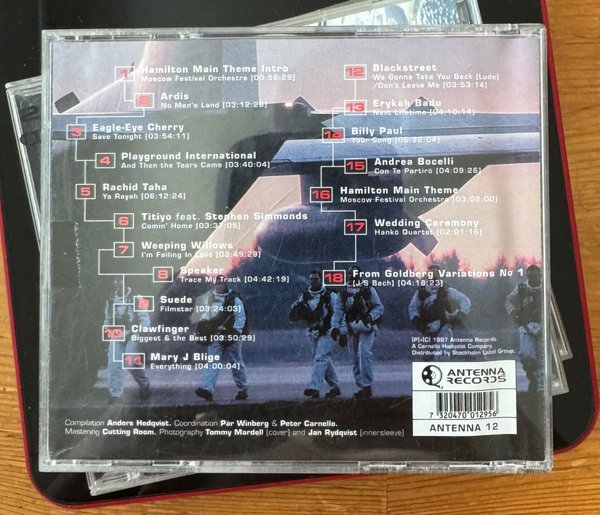 1 Hamilton Main Theme Intro
Moscow Festival Orchestra [00:58:29]
2 Ardis
No Man's Land [03:12:28]
3 Eagle-Eye Cherry
Save Tonight [03:54:11]
4 Playground International
And Then the Tears Came [03:40:04]
5 Rachid Taha
Ya Rayah [06:12:24]
6 Titiyo feat. Stephen Simmonds
Comin' Home [03:37:05]
7 Weeping Willows
I'm Falling In Love [03:49:29]
8 Speaker
Trace My Track [04:42:19]
9 Suede
Filmstar [03:24:03]
10 Clawfinger
Biggest & the Best [03:50:29]
11 Mary J Blige
Everything [04:00:04]
12 Blackstreet
We Gonna Take You Back (Lude)
/Don't Leave Me [03:53:14]
13 Erykah Badu
Next Lifetime [04:10:14]
14 Billy Paul
Your Song [06:32:04]
15 Andrea Bocelli
Con Te Partiró [04:09:26]
16 Hamilton Main Theme
Moscow Festival Orchestra [03:02:00]
17 Wedding Ceremony
Hanko Quartet [02:01:16]
18 From Goldberg Variations No 1
(J S Bach) [04:18:23]
[P]+[C] 1997 Antenna Records
A Carnello Hedqvist Company
Distributed by Stockholm Label Group.
ANTENNA
RECORDS
7 320470 012956
ANTENNA 12
Compilation Anders Hedqvist. Coordination Pär Winberg & Peter Carnello.
Mastering Cutting Room. Photography Tommy Mardell [cover] and Jan Rydqvist [innersleeve]